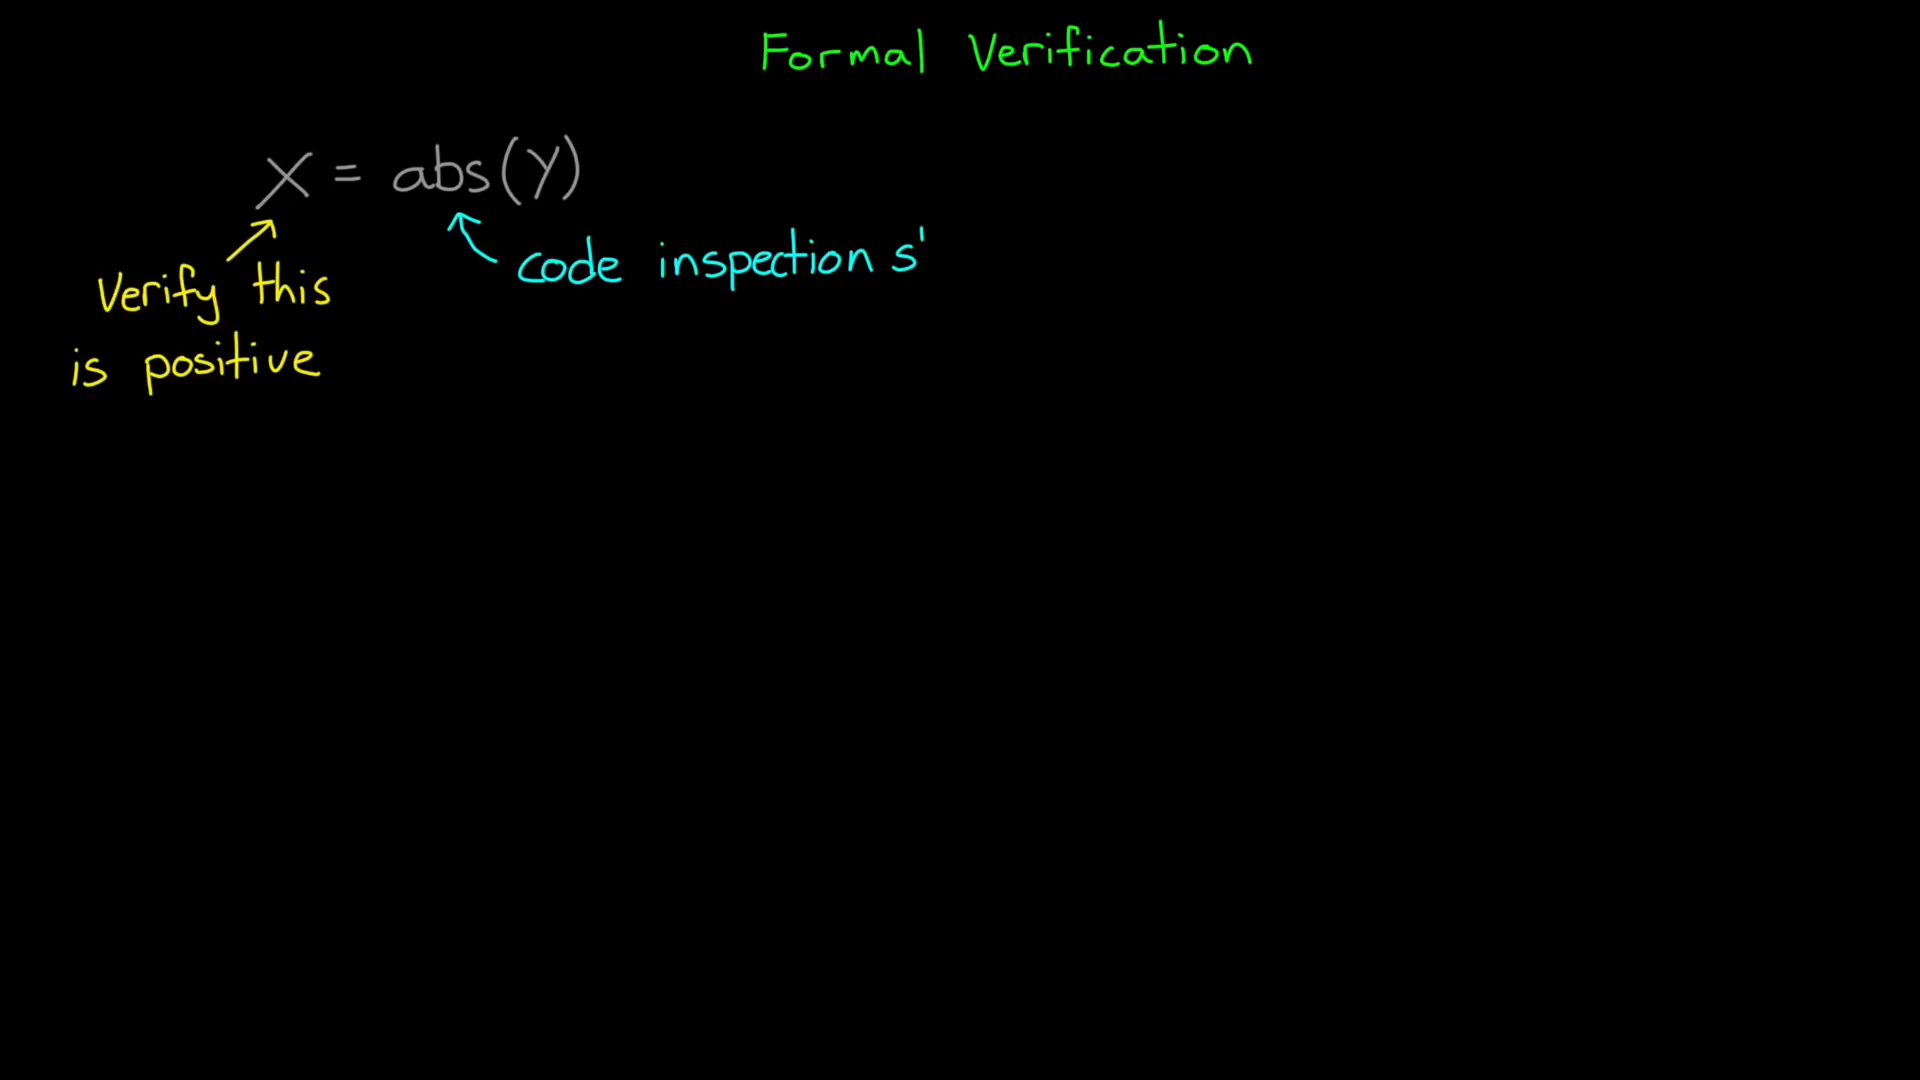 Formal Verification
X = abs(Y)
code inspection s'
Verify this
is positive